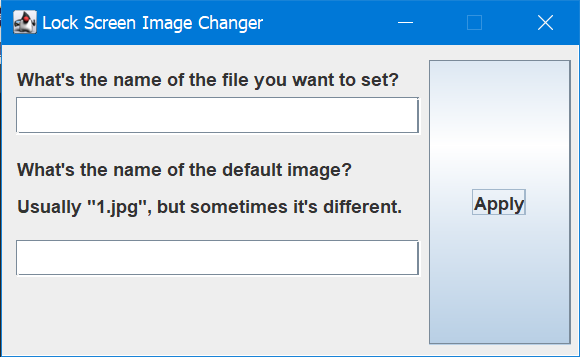 Lock Screen Image Changer
What's the name of the file you want to set?
What's the name of the default image?
Usually "1.jpg", but sometimes it's different.
Apply